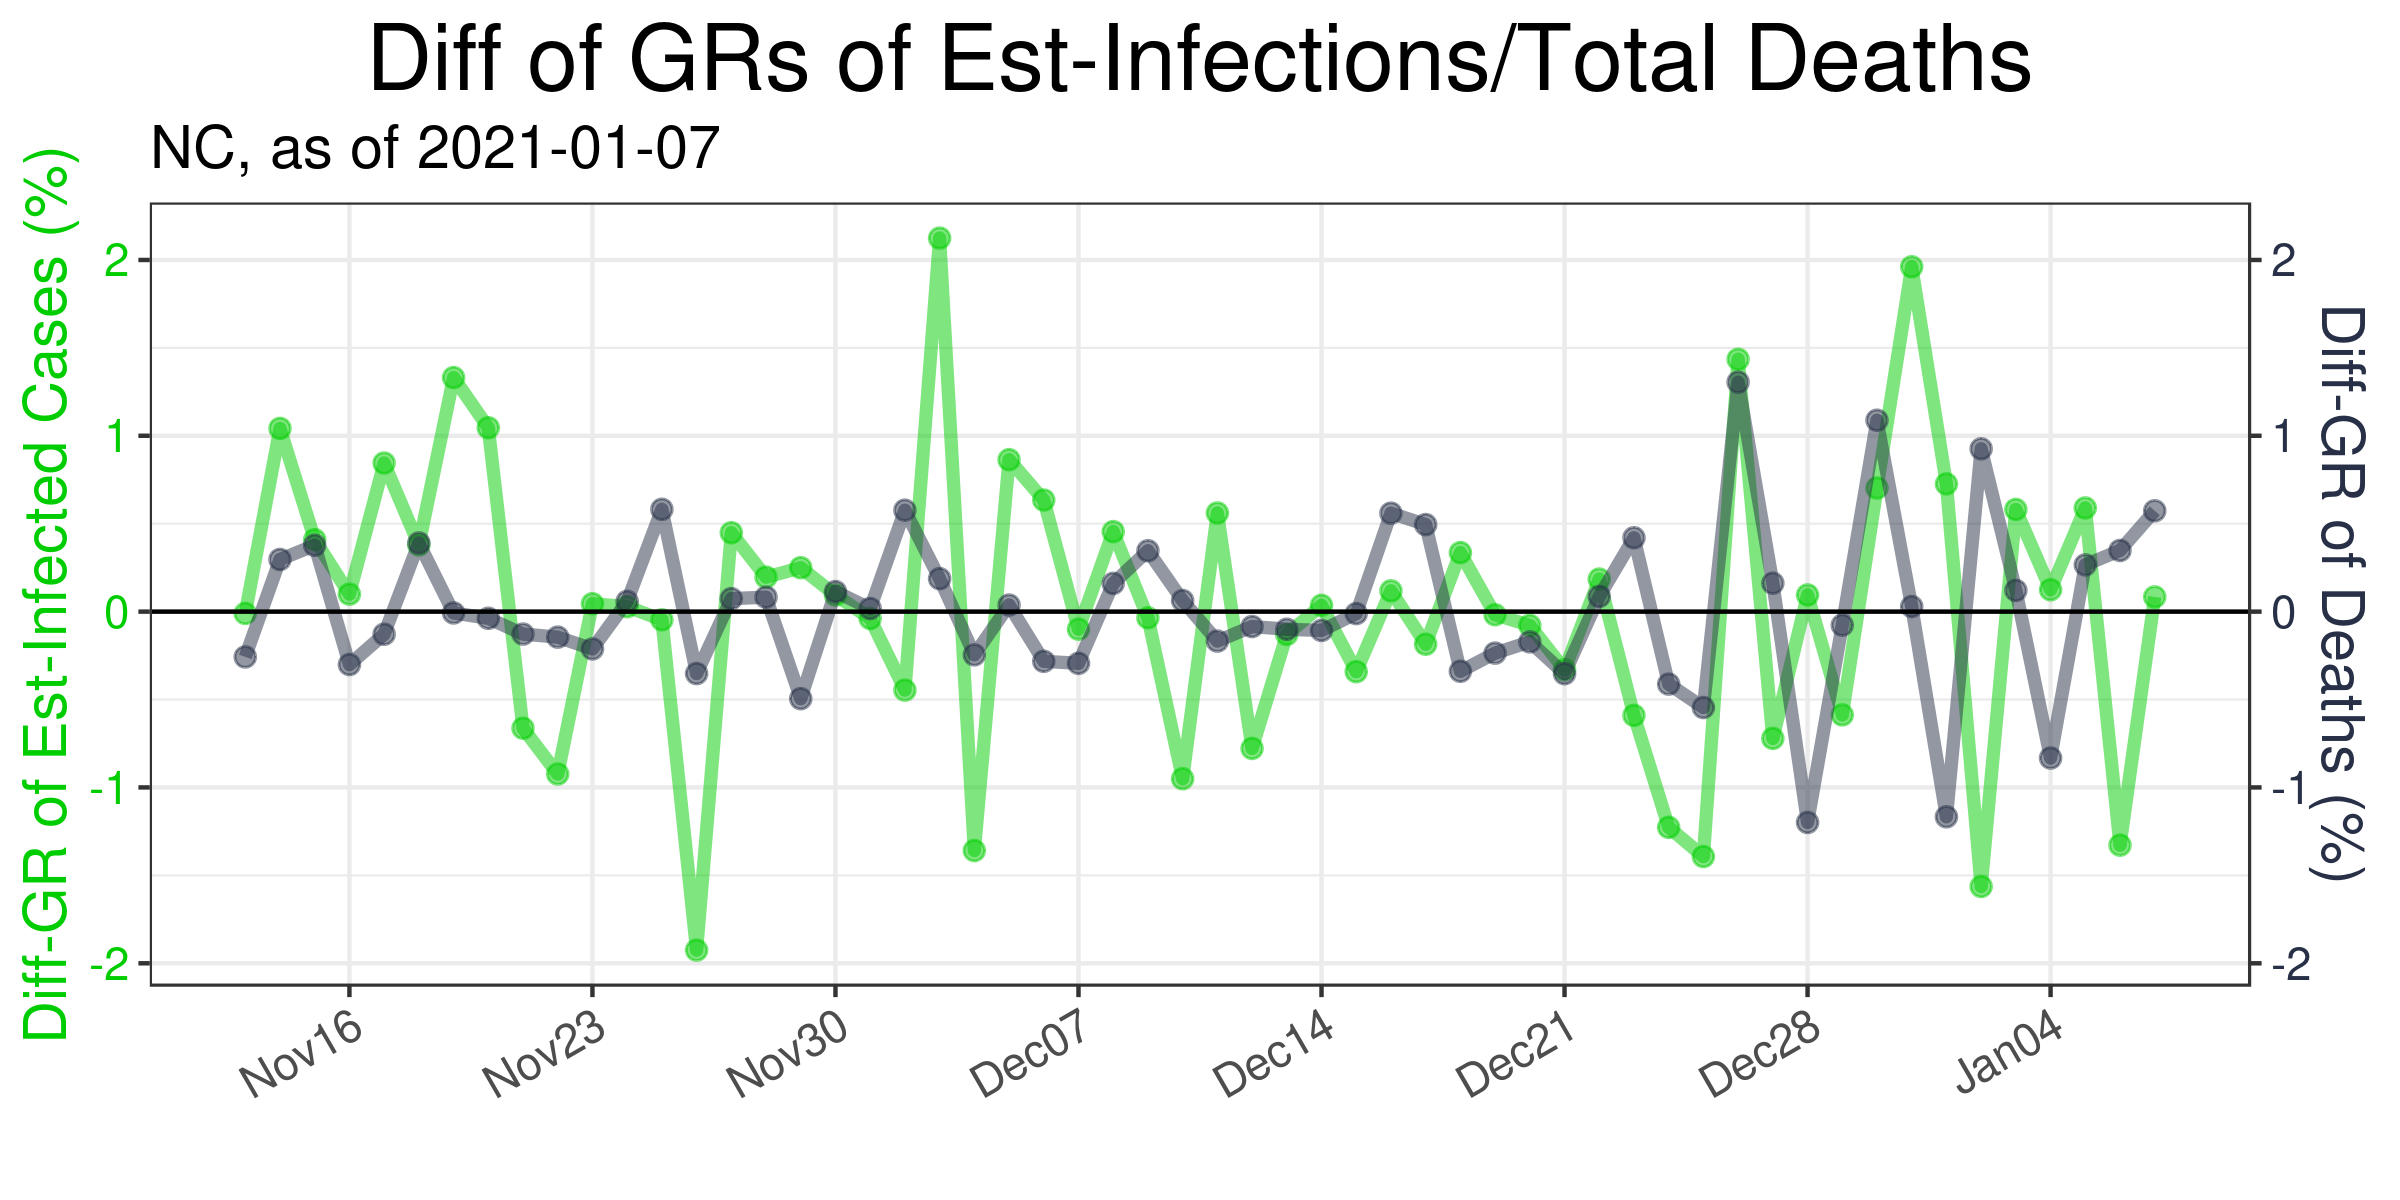 Diff of GRs of Est-Infections/Total Deaths
NC, as of 2021-01-07
Diff-GR of Est-Infected Cases (%)
2
1
0
-1
-2
2
1
0
-1
-2
Diff-GR of Deaths (%)
Nov16
Nov23
Nov30
Dec07
Dec14
Dec21
Dec28
Jan04